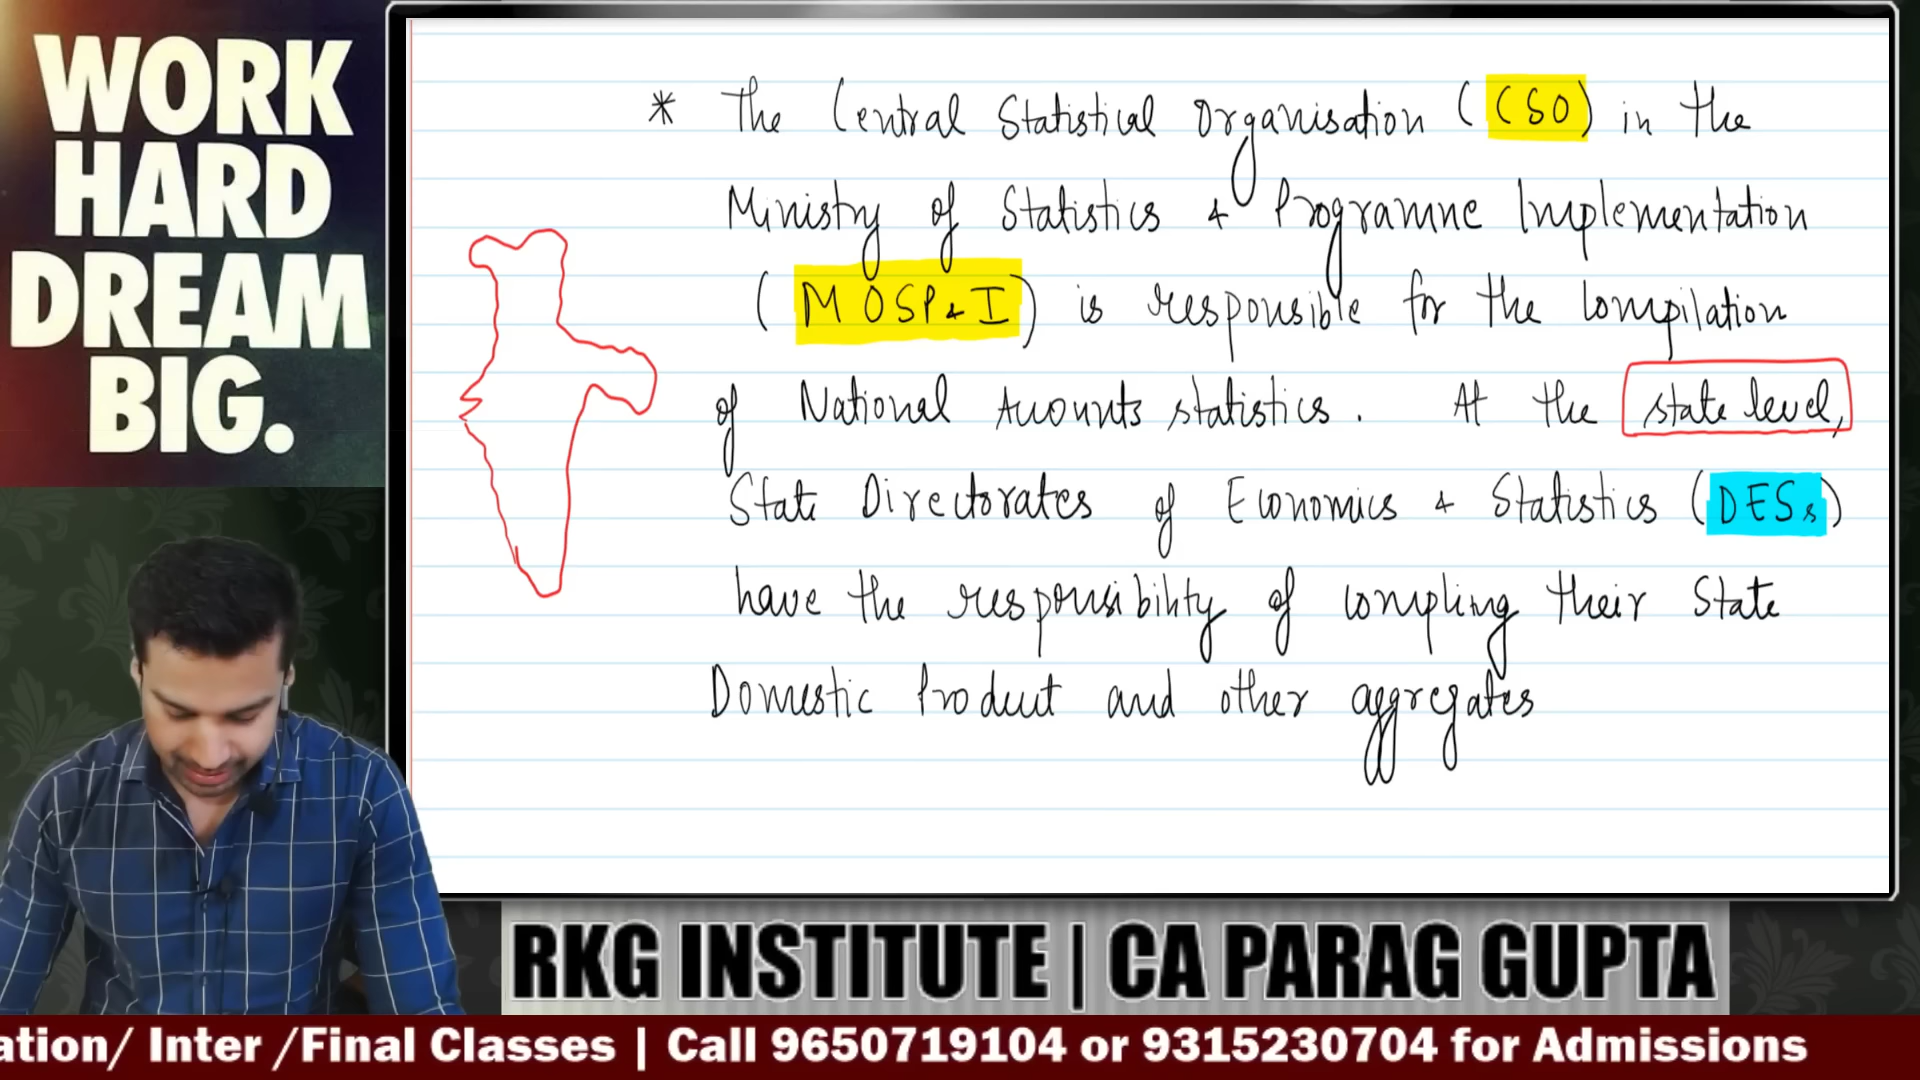 WORK
HARD
DREAM
BIG.
* The Central Statistical Organisation (CSO) in the
Ministry of Statistics & Programme Implementation
(MOSP & I) is responsible for the Compilation
of National Accounts statistics. At the state level,
State Directorates of Economics & Statistics (DESs)
have the responsibility of compling their State
Domestic Product and other aggregates
RKG INSTITUTE | CA PARAG GUPTA
ation/ Inter /Final Classes | Call 9650719104 or 9315230704 for Admissions